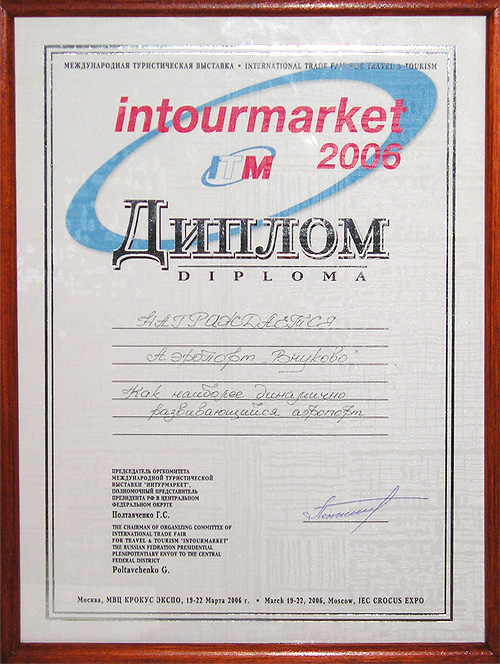 МЕЖДУНАРОДНАЯ ТУРИСТИЧЕСКАЯ ВЫСТАВКА • INTERNATIONAL TRADE FAIR FOR TRAVEL & TOURISM
intourmarket
2006
ITM
ДИПЛОМ
DIPLOMA
НАГРАЖДАЕТСЯ
Аэропорт „Внуково"
Как наиболее динамично
развивающийся аэропорт
ПРЕДСЕДАТЕЛЬ ОРГКОМИТЕТА
МЕЖДУНАРОДНОЙ ТУРИСТИЧЕСКОЙ
ВЫСТАВКИ "ИНТУРМАРКЕТ",
ПОЛНОМОЧНЫЙ ПРЕДСТАВИТЕЛЬ
ПРЕЗИДЕНТА РФ В ЦЕНТРАЛЬНОМ
ФЕДЕРАЛЬНОМ ОКРУГЕ
Полтавченко Г.С.
THE CHAIRMAN OF ORGANIZING COMMITTEE OF
INTERNATIONAL TRADE FAIR
FOR TRAVEL & TOURISM "INTOURMARKET"
THE RUSSIAN FEDRATION PRESIDENTIAL
PLENIPOTENTIARY ENVOY TO THE CENTRAL
FEDERAL DISTRICT
Poltavchenko G.
Москва, МВЦ КРОКУС ЭКСПО, 19-22 Марта 2006 г. • March 19-22, 2006, Moscow, IEC CROCUS EXPO